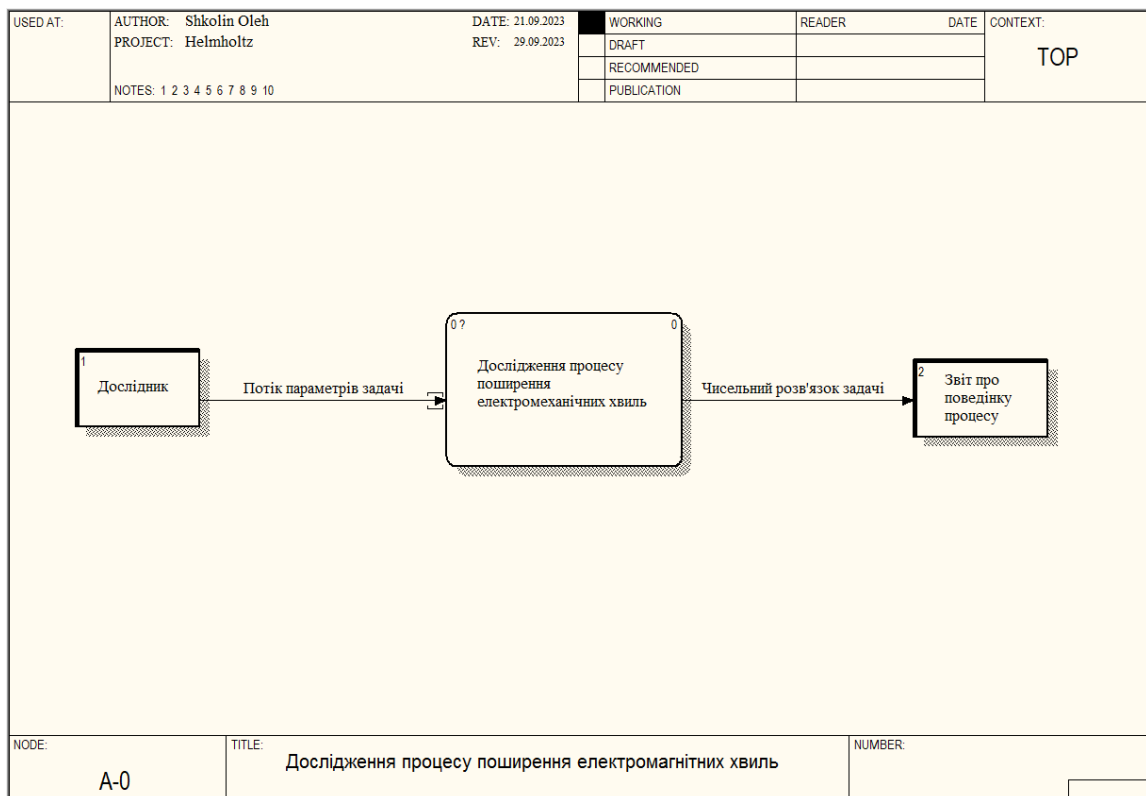 USED AT:
AUTHOR: Shkolin Oleh
DATE: 21.09.2023
PROJECT: Helmholtz
REV: 29.09.2023
NOTES: 1 2 3 4 5 6 7 8 9 10
WORKING
DRAFT
RECOMMENDED
PUBLICATION
READER DATE
CONTEXT:
TOP
1
Дослідник
Потік параметрів задачі
0 ? 0
Дослідження процесу
поширення
електромеханічних хвиль
Чисельний розв'язок задачі
2
Звіт про
поведінку
процесу
NODE:
A-0
TITLE:
Дослідження процесу поширення електромагнітних хвиль
NUMBER: